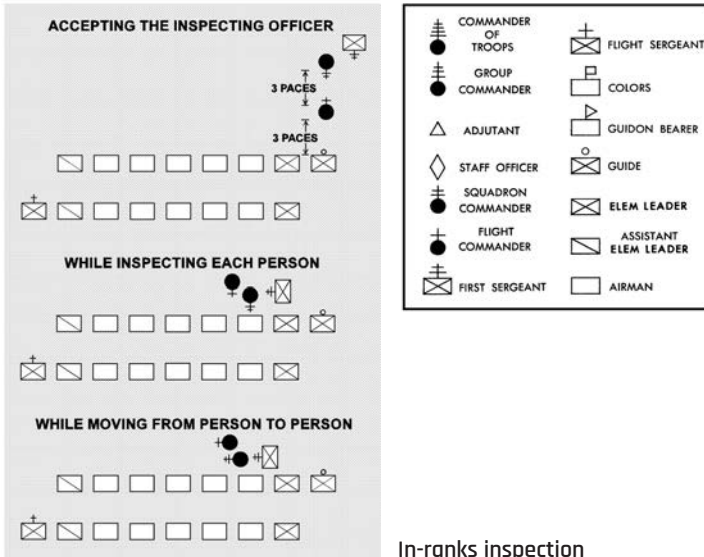 ACCEPTING THE INSPECTING OFFICER
3 PACES
3 PACES
WHILE INSPECTING EACH PERSON
WHILE MOVING FROM PERSON TO PERSON
COMMANDER
OF
TROOPS
GROUP
COMMANDER
ADJUTANT
STAFF OFFICER
SQUADRON
COMMANDER
FLIGHT
COMMANDER
FIRST SERGEANT
FLIGHT SERGEANT
COLORS
GUIDON BEARER
GUIDE
ELEM LEADER
ASSISTANT
ELEM LEADER
AIRMAN
In-ranks inspection